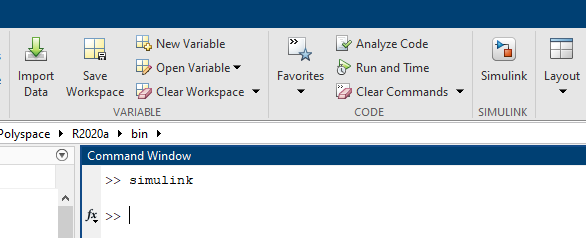 Import Data
Save Workspace
New Variable
Open Variable
Clear Workspace
VARIABLE
Favorites
Analyze Code
Run and Time
Clear Commands
CODE
Simulink
SIMULINK
Layout
Polyspace R2020a bin
Command Window
>> simulink
fx >>